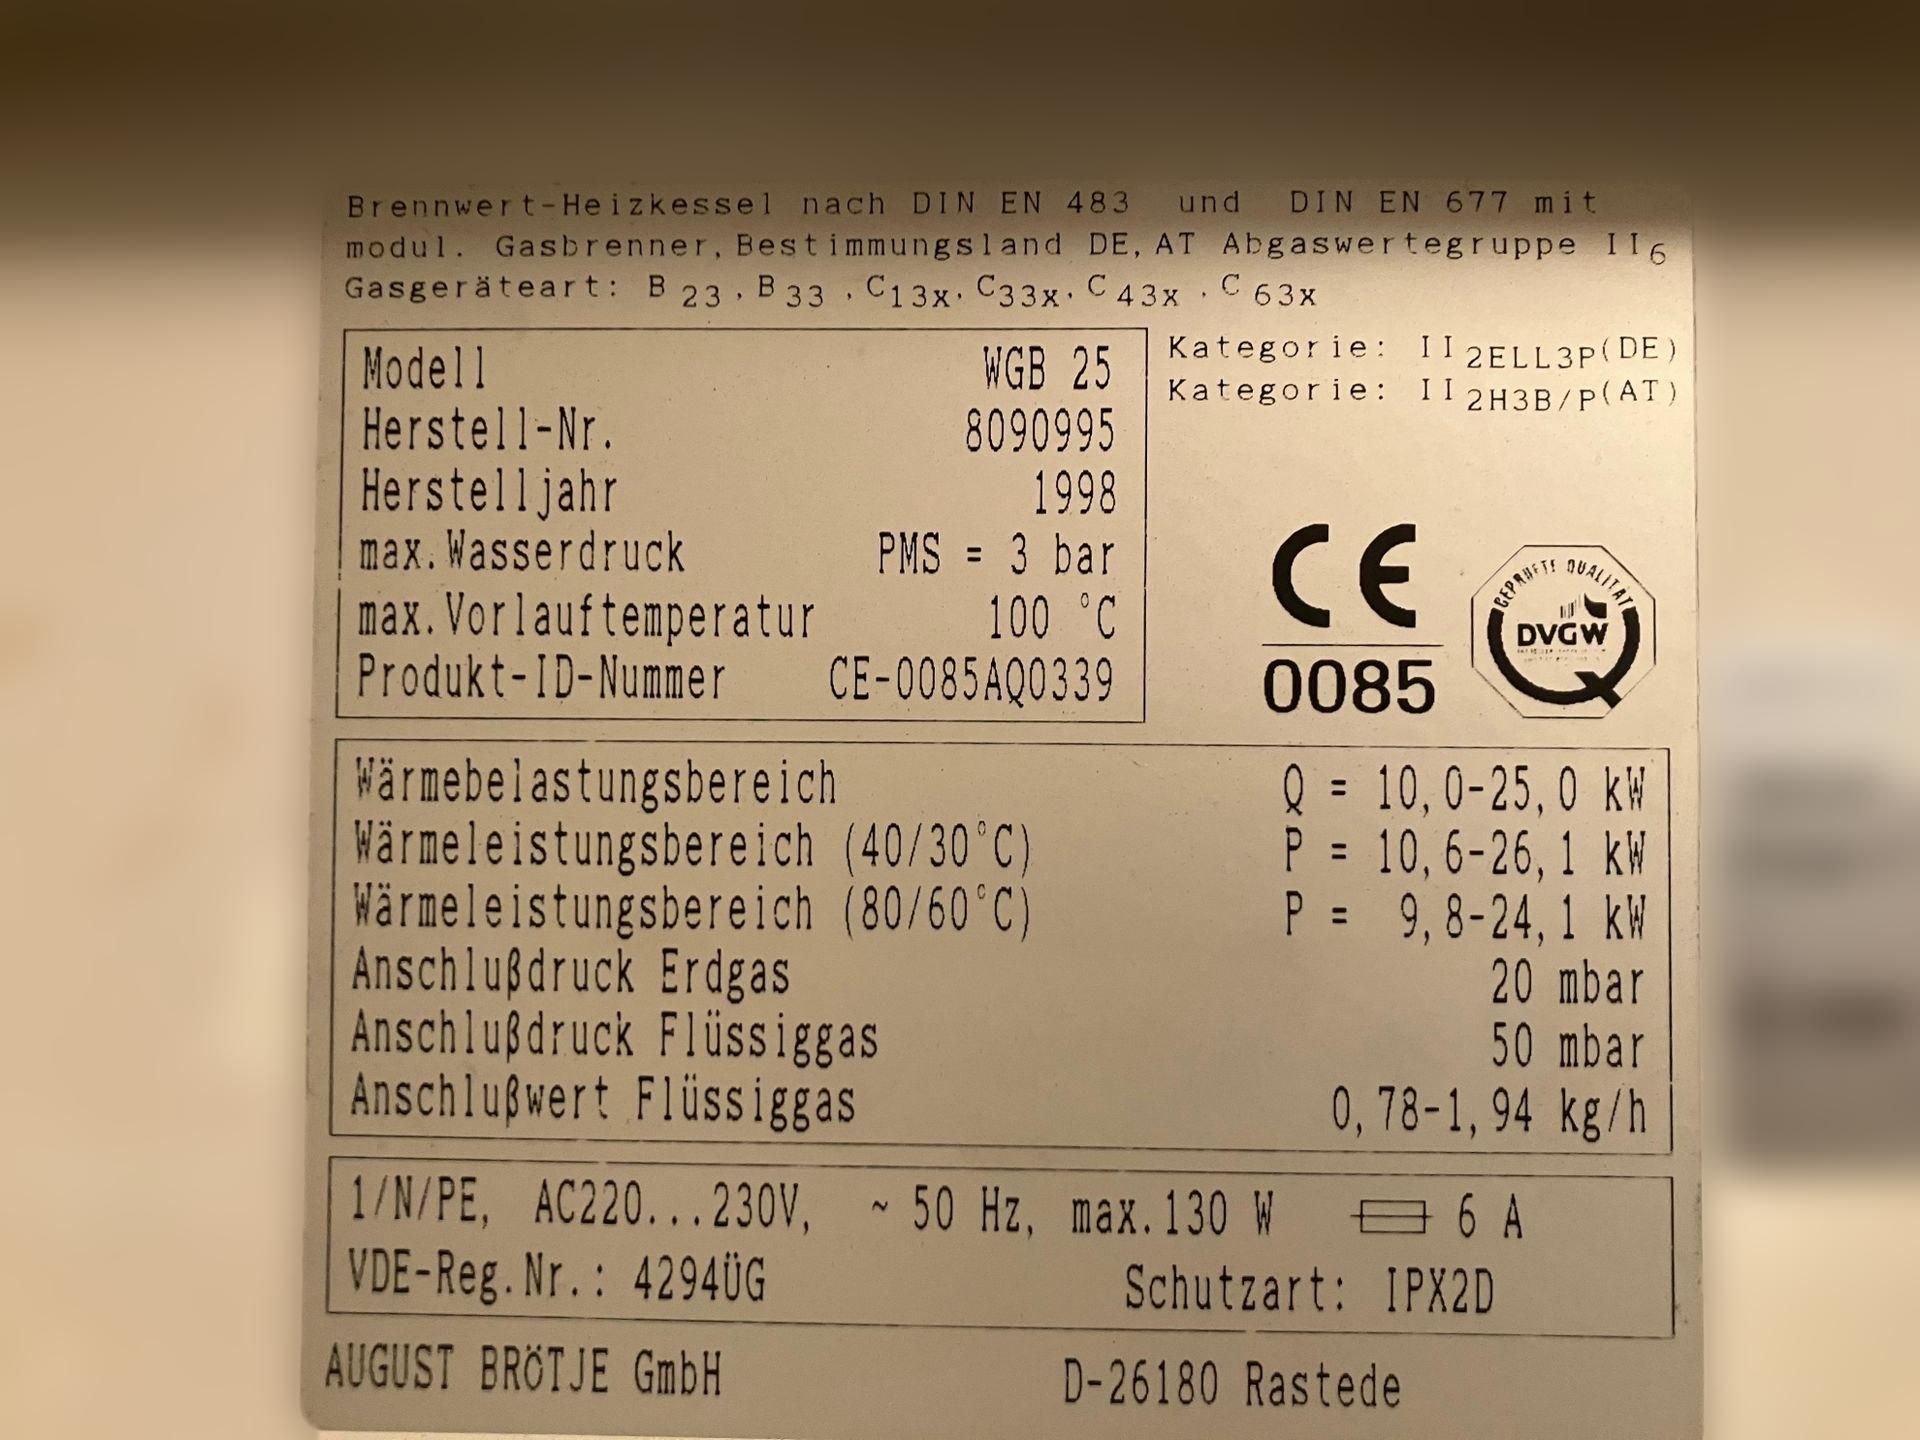 Brennwert-Heizkessel nach DIN EN 483 und DIN EN 677 mit
modul. Gasbrenner, Bestimmungsland DE, AT Abgaswertegruppe II6
Gasgeräteart: B23, B33, C13x, C33x, C43x, C63x
Modell WGB 25
Herstell-Nr. 8090995
Herstelljahr 1998
max.Wasserdruck PMS = 3 bar
max.Vorlauftemperatur 100 °C
Produkt-ID-Nummer CE-0085AQ0339
Kategorie: II2ELL3P(DE)
Kategorie: II2H3B/P(AT)
CE
0085
GEPRÜFTE QUALITÄT
DVGW
Wärmebelastungsbereich Q = 10,0-25,0 kW
Wärmeleistungsbereich (40/30°C) P = 10,6-26,1 kW
Wärmeleistungsbereich (80/60°C) P = 9,8-24,1 kW
Anschlußdruck Erdgas 20 mbar
Anschlußdruck Flüssiggas 50 mbar
Anschlußwert Flüssiggas 0,78-1,94 kg/h
1/N/PE, AC220...230V, ~ 50 Hz, max.130 W 6 A
VDE-Reg.Nr.: 4294ÜG Schutzart: IPX2D
AUGUST BRÖTJE GmbH D-26180 Rastede